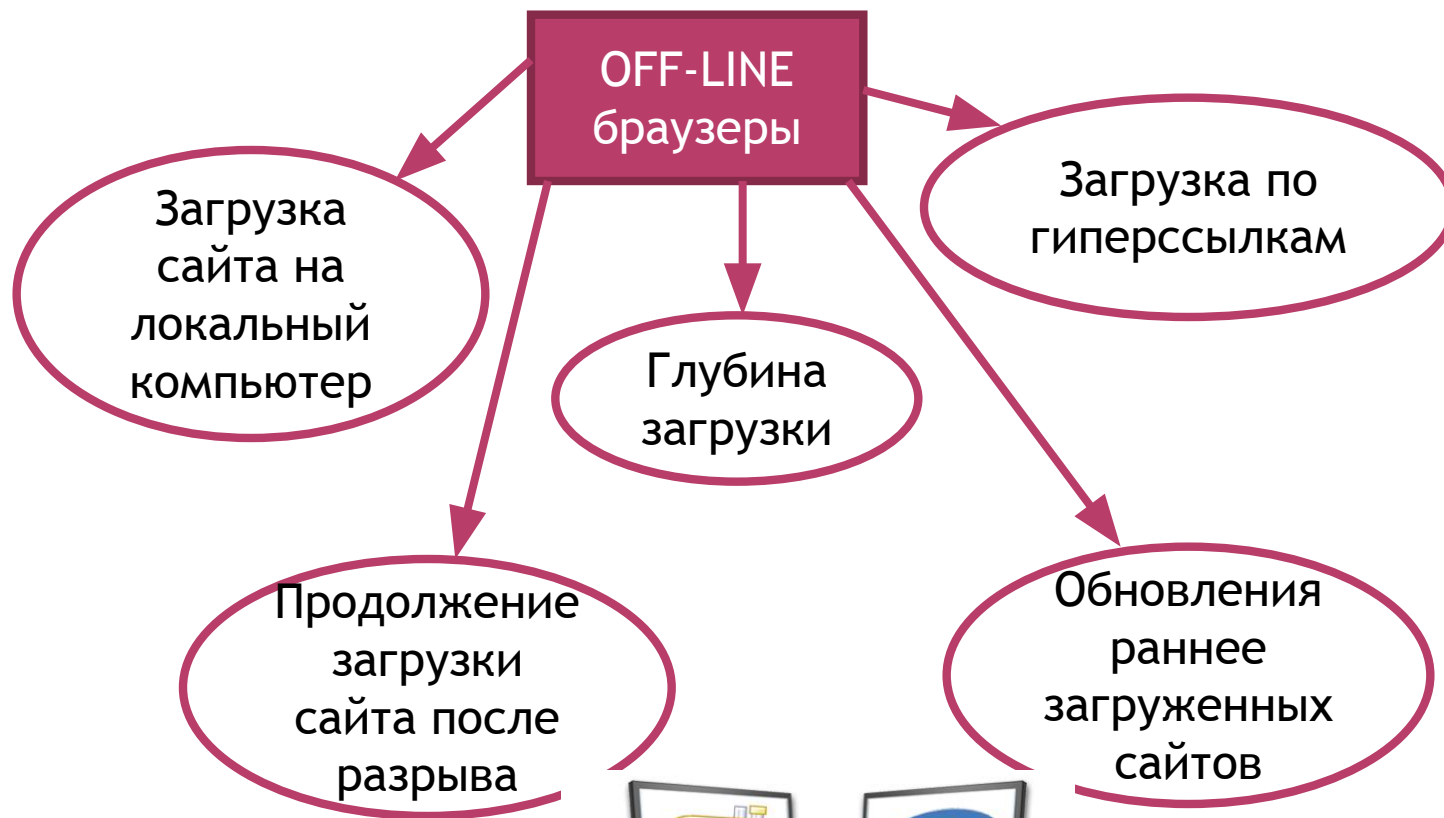 OFF-LINE
браузеры
Загрузка
сайта на
локальный
компьютер
Загрузка по
гиперссылкам
Глубина
загрузки
Продолжение
загрузки
сайта после
разрыва
Обновления
раннее
загруженных
сайтов